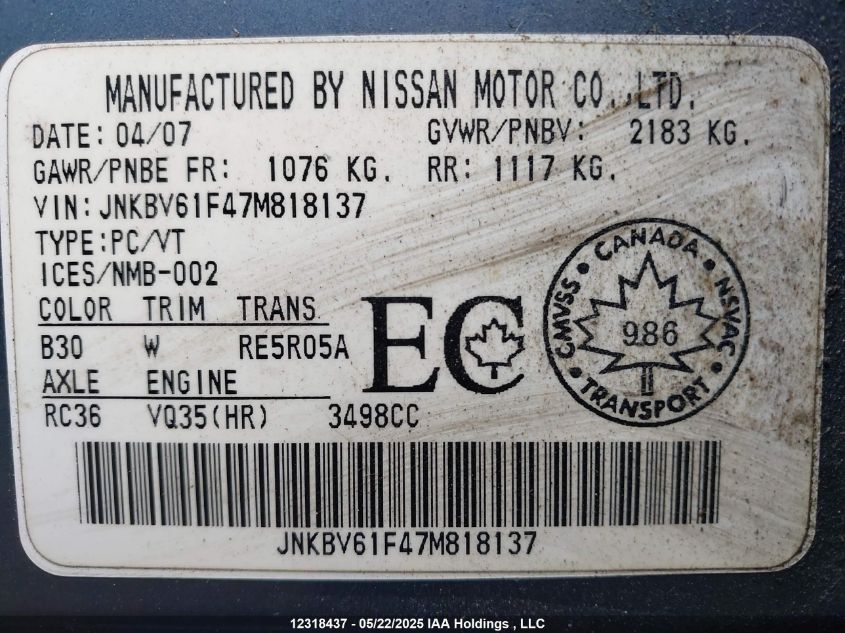 MANUFACTURED BY NISSAN MOTOR CO.,LTD.
DATE: 04/07 GVWR/PNBV: 2183 KG.
GAWR/PNBE FR: 1076 KG. RR: 1117 KG.
VIN: JNKBV61F47M818137
TYPE:PC/VT
ICES/NMB-002
COLOR TRIM TRANS
B30 W RE5R05A
AXLE ENGINE
RC36 VQ35(HR) 3498CC
EC
CMVSS • CANADA • NSVAC • TRANSPORT •
986
II
JNKBV61F47M818137
12318437 - 05/22/2025 IAA Holdings , LLC